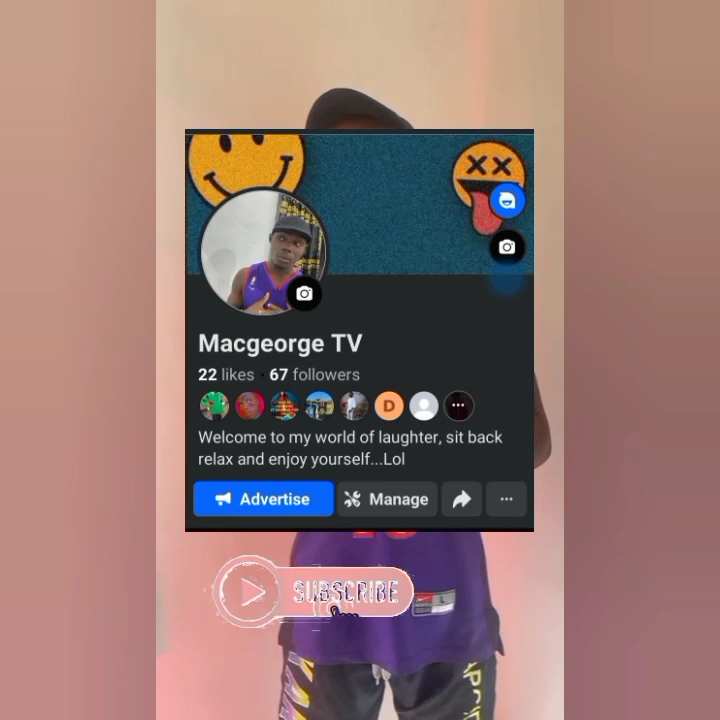 Macgeorge TV
22 likes · 67 followers
D
Welcome to my world of laughter, sit back
relax and enjoy yourself...Lol
Advertise
Manage
SUBSCRIBE
L